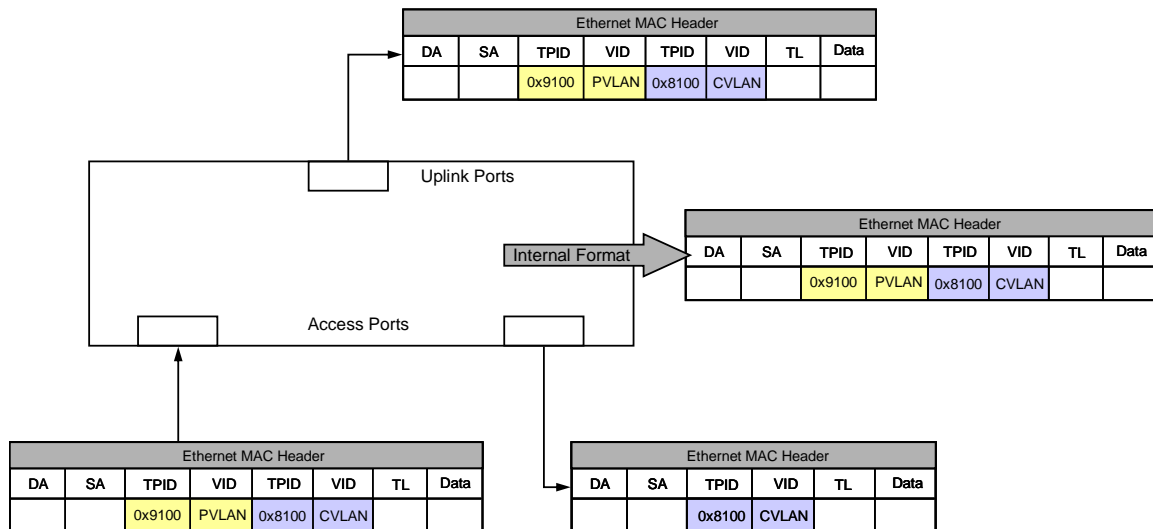 Ethernet MAC Header
DA SA TPID VID TPID VID TL Data
0x9100 PVLAN 0x8100 CVLAN
Uplink Ports
Internal Format
Ethernet MAC Header
DA SA TPID VID TPID VID TL Data
0x9100 PVLAN 0x8100 CVLAN
Access Ports
Ethernet MAC Header
DA SA TPID VID TPID VID TL Data
0x9100 PVLAN 0x8100 CVLAN
Ethernet MAC Header
DA SA TPID VID TL Data
0x8100 CVLAN